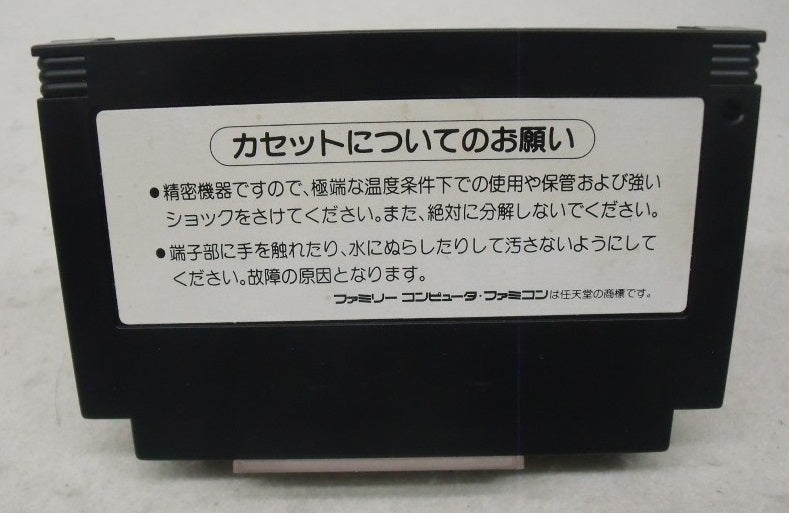 カセットについてのお願い
●精密機器ですので、極端な温度条件下での使用や保管および強い
ショックをさけてください。また、絶対に分解しないでください。
●端子部に手を触れたり、水にぬらしたりして汚さないようにして
ください。故障の原因となります。
ファミリー コンピュータ・ファミコンは任天堂の商標です。